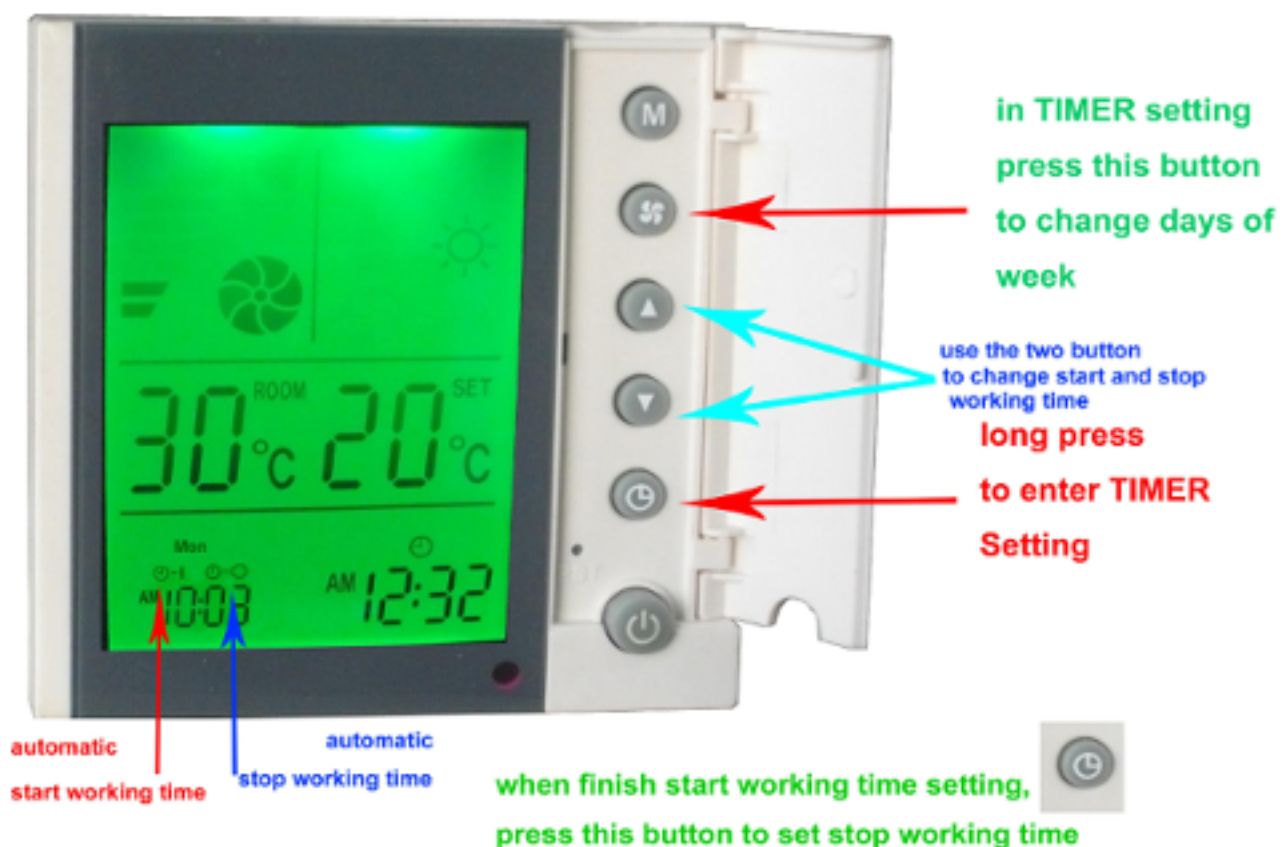 M
in TIMER setting
press this button
to change days of
week
use the two button
to change start and stop
working time
long press
to enter TIMER
Setting
ROOM SET
30°C 20°C
Mon
AM 10:03
AM 12:32
automatic
start working time
automatic
stop working time
when finish start working time setting,
press this button to set stop working time